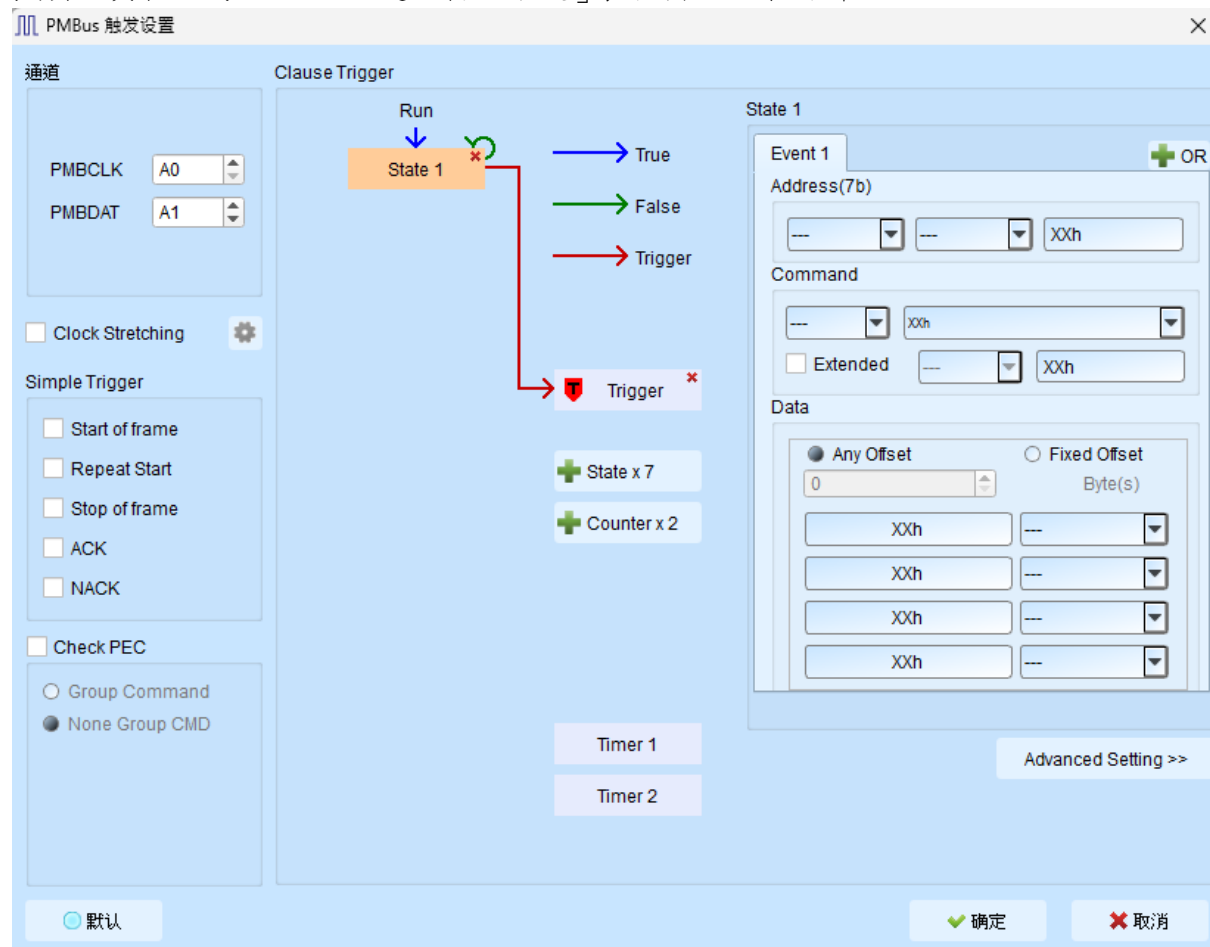 PMBus 触发设置
通道
PMBCLK A0
PMBDAT A1
Clock Stretching
Simple Trigger
Start of frame
Repeat Start
Stop of frame
ACK
NACK
Check PEC
Group Command
None Group CMD
Clause Trigger
Run
State 1
True
False
Trigger
T Trigger
State x 7
Counter x 2
Timer 1
Timer 2
State 1
Event 1 OR
Address(7b)
--- --- XXh
Command
--- XXh
Extended --- XXh
Data
Any Offset Fixed Offset
0 Byte(s)
XXh ---
XXh ---
XXh ---
XXh ---
Advanced Setting >>
默认 确定 取消